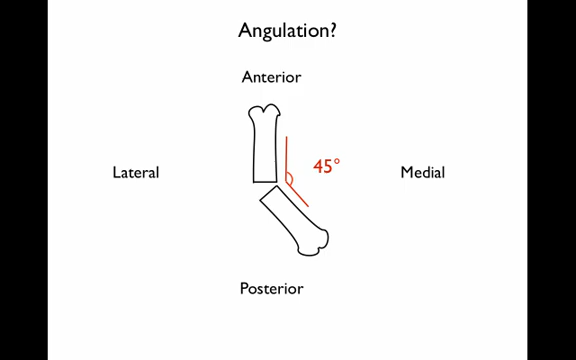 Angulation?
Anterior
45°
Lateral
Medial
Posterior